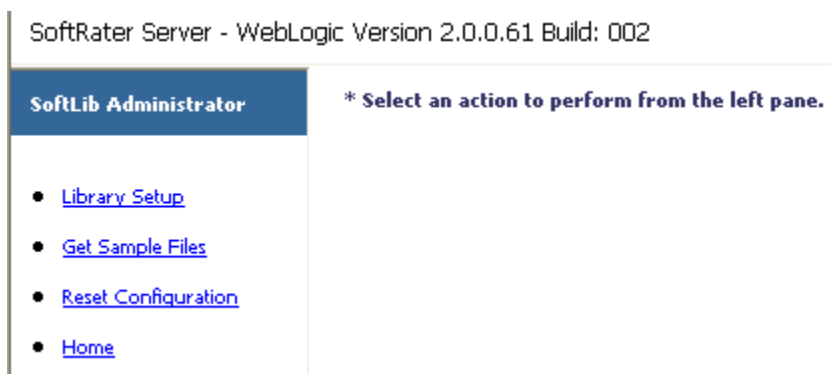 SoftRater Server - WebLogic Version 2.0.0.61 Build: 002
SoftLib Administrator
* Select an action to perform from the left pane.
Library Setup
Get Sample Files
Reset Configuration
Home